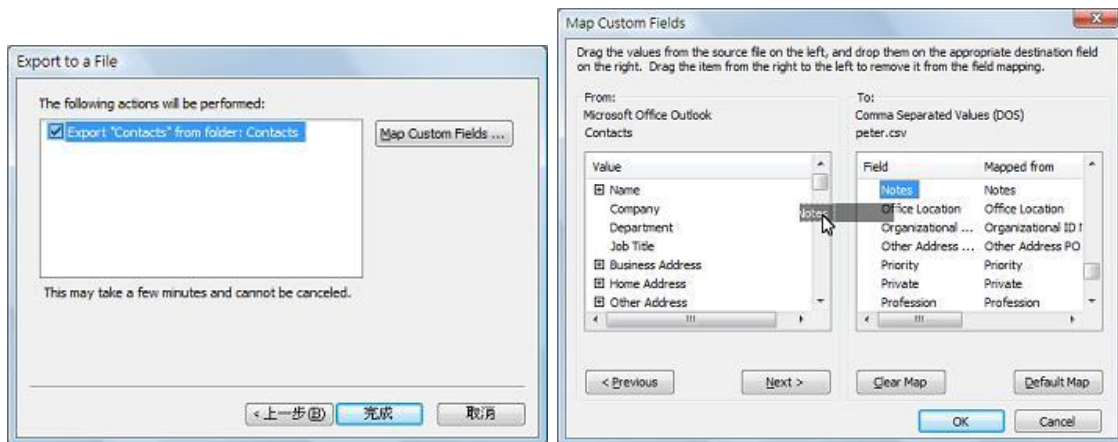 Export to a File
The following actions will be performed:
Export "Contacts" from folder: Contacts
Map Custom Fields ...
This may take a few minutes and cannot be canceled.
<上一步(B)
完成
取消
Map Custom Fields
Drag the values from the source file on the left, and drop them on the appropriate destination field
on the right. Drag the item from the right to the left to remove it from the field mapping.
From:
Microsoft Office Outlook
Contacts
Value
Name
Company
Department
Job Title
Business Address
Home Address
Other Address
Notes
To:
Comma Separated Values (DOS)
peter.csv
Field Mapped from
Notes Notes
Office Location Office Location
Organizational ... Organizational ID
Other Address ... Other Address PO
Priority Priority
Private Private
Profession Profession
< Previous
Next >
Clear Map
Default Map
OK
Cancel